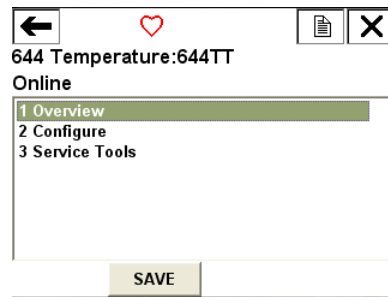 644 Temperature:644TT
Online
1 Overview
2 Configure
3 Service Tools
SAVE